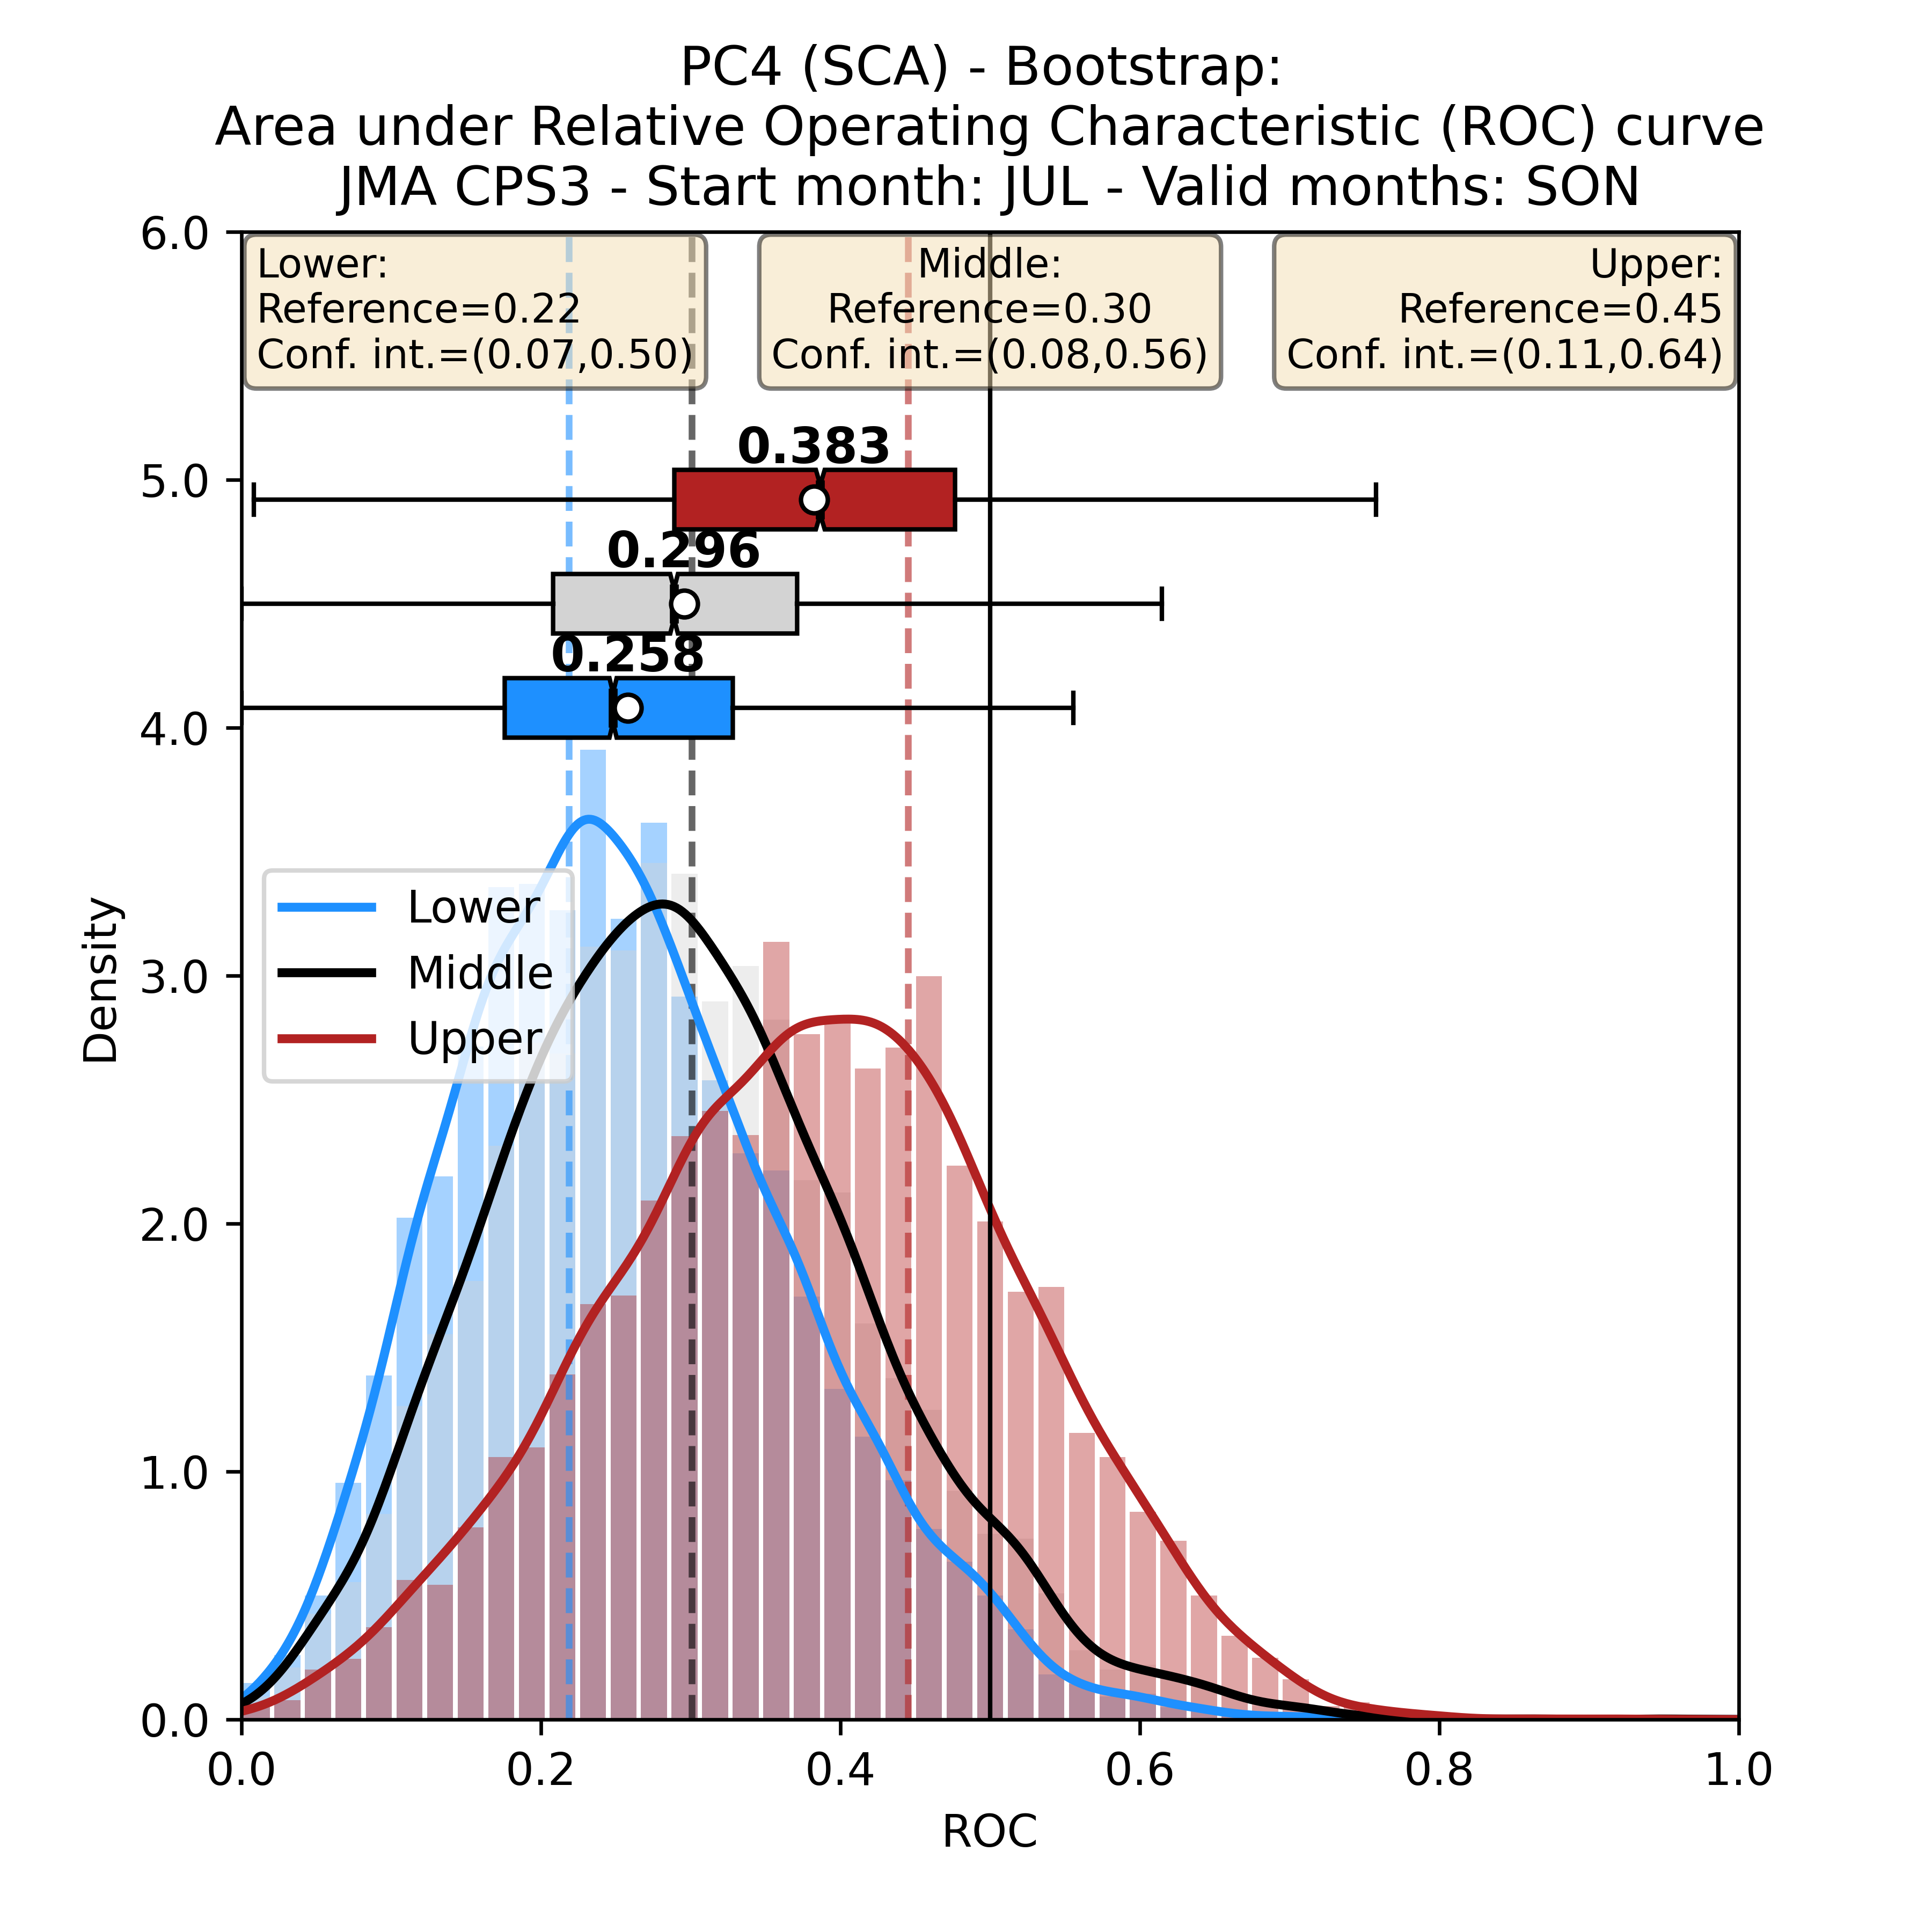 PC4 (SCA) - Bootstrap:
Area under Relative Operating Characteristic (ROC) curve
JMA CPS3 - Start month: JUL - Valid months: SON
Lower:
Reference=0.22
Conf. int.=(0.07,0.50)
Middle:
Reference=0.30
Conf. int.=(0.08,0.56)
Upper:
Reference=0.45
Conf. int.=(0.11,0.64)
0.383
0.296
0.258
Lower
Middle
Upper
Density
6.0
5.0
4.0
3.0
2.0
1.0
0.0
0.0 0.2 0.4 0.6 0.8 1.0
ROC